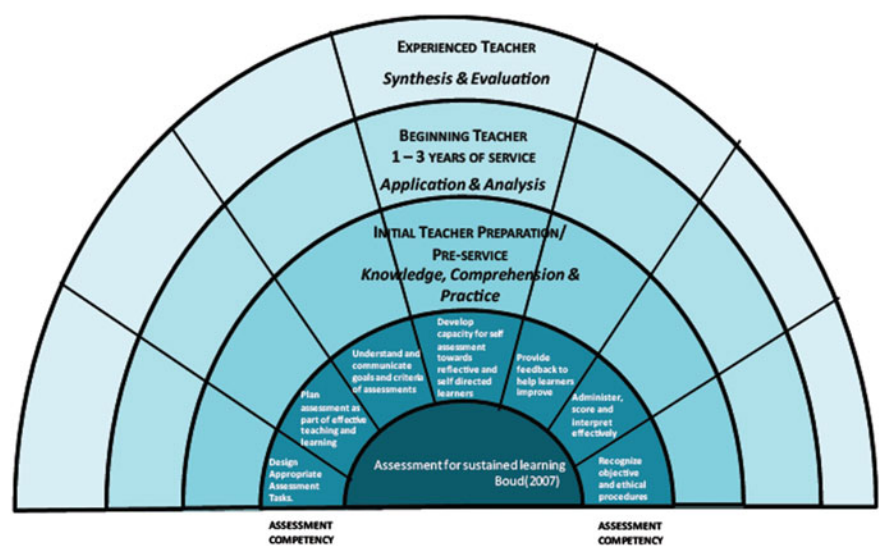 EXPERIENCED TEACHER
Synthesis & Evaluation
BEGINNING TEACHER
1 – 3 YEARS OF SERVICE
Application & Analysis
INITIAL TEACHER PREPARATION/
PRE-SERVICE
Knowledge, Comprehension &
Practice
Design
Appropriate
Assessment
Tasks.
Plan
assessment as
part of effective
teaching and
learning
Understand and
communicate
goals and criteria
of assessments
Develop
capacity for self
assessment
towards
reflective and
self directed
learners
Provide
feedback to
help learners
improve
Administer,
score and
interpret
effectively
Recognize
objective
and ethical
procedures
Assessment for sustained learning
Boud(2007)
ASSESSMENT
COMPETENCY
ASSESSMENT
COMPETENCY